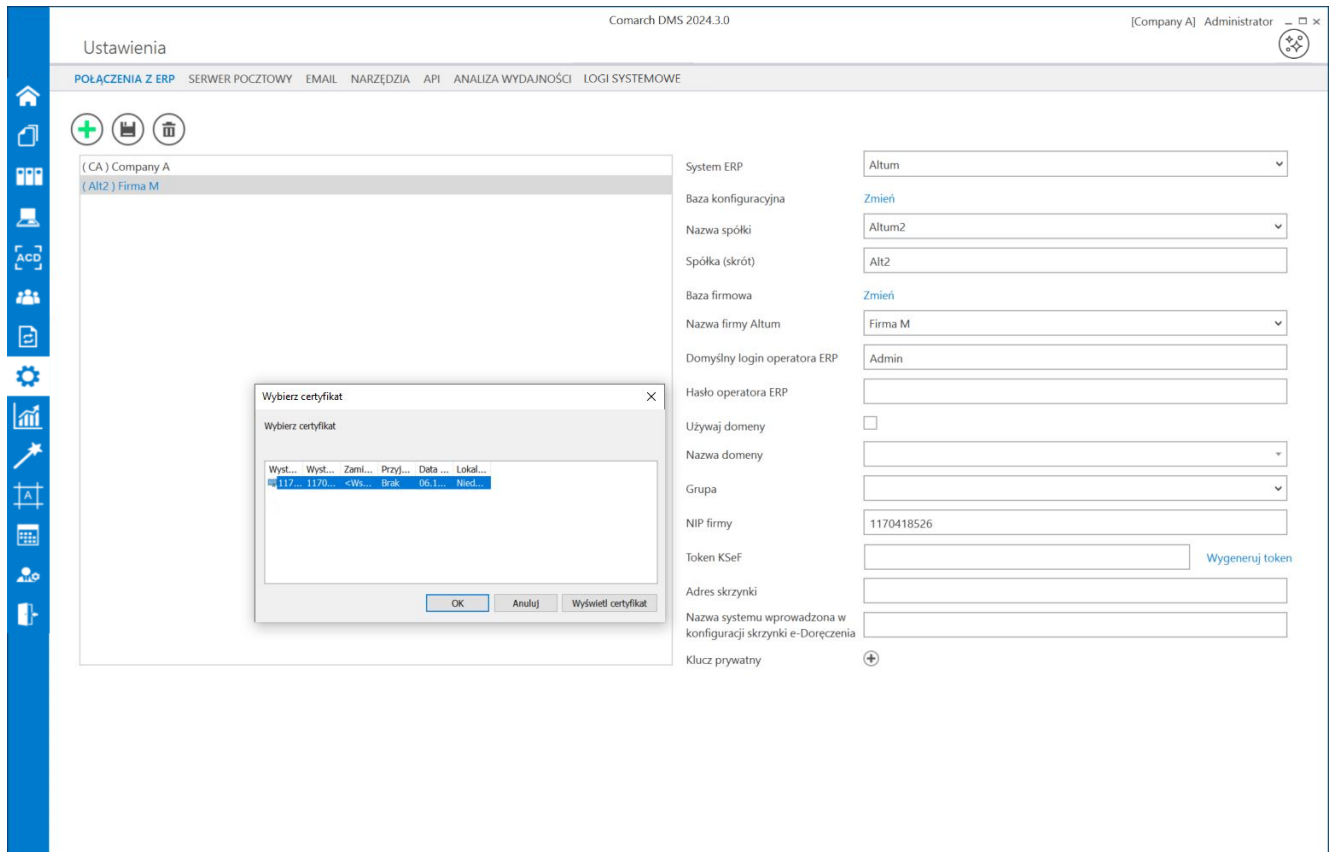 Comarch DMS 2024.3.0
[Company A] Administrator
Ustawienia
POŁĄCZENIA Z ERP SERWER POCZTOWY EMAIL NARZĘDZIA API ANALIZA WYDAJNOŚCI LOGI SYSTEMOWE
( CA ) Company A
( Alt2 ) Firma M
System ERP Altum
Baza konfiguracyjna Zmień
Nazwa spółki Altum2
Spółka (skrót) Alt2
Baza firmowa Zmień
Nazwa firmy Altum Firma M
Domyślny login operatora ERP Admin
Hasło operatora ERP
Używaj domeny
Nazwa domeny
Grupa
NIP firmy 1170418526
Token KSeF Wygeneruj token
Adres skrzynki
Nazwa systemu wprowadzona w
konfiguracji skrzynki e-Doręczenia
Klucz prywatny
Wybierz certyfikat
Wybierz certyfikat
Wyst... Wyst... Zami... Przyj... Data ... Lokal...
117... 1170... <Ws... Brak 06.1... Nied...
OK Anuluj Wyświetl certyfikat
ACD
A